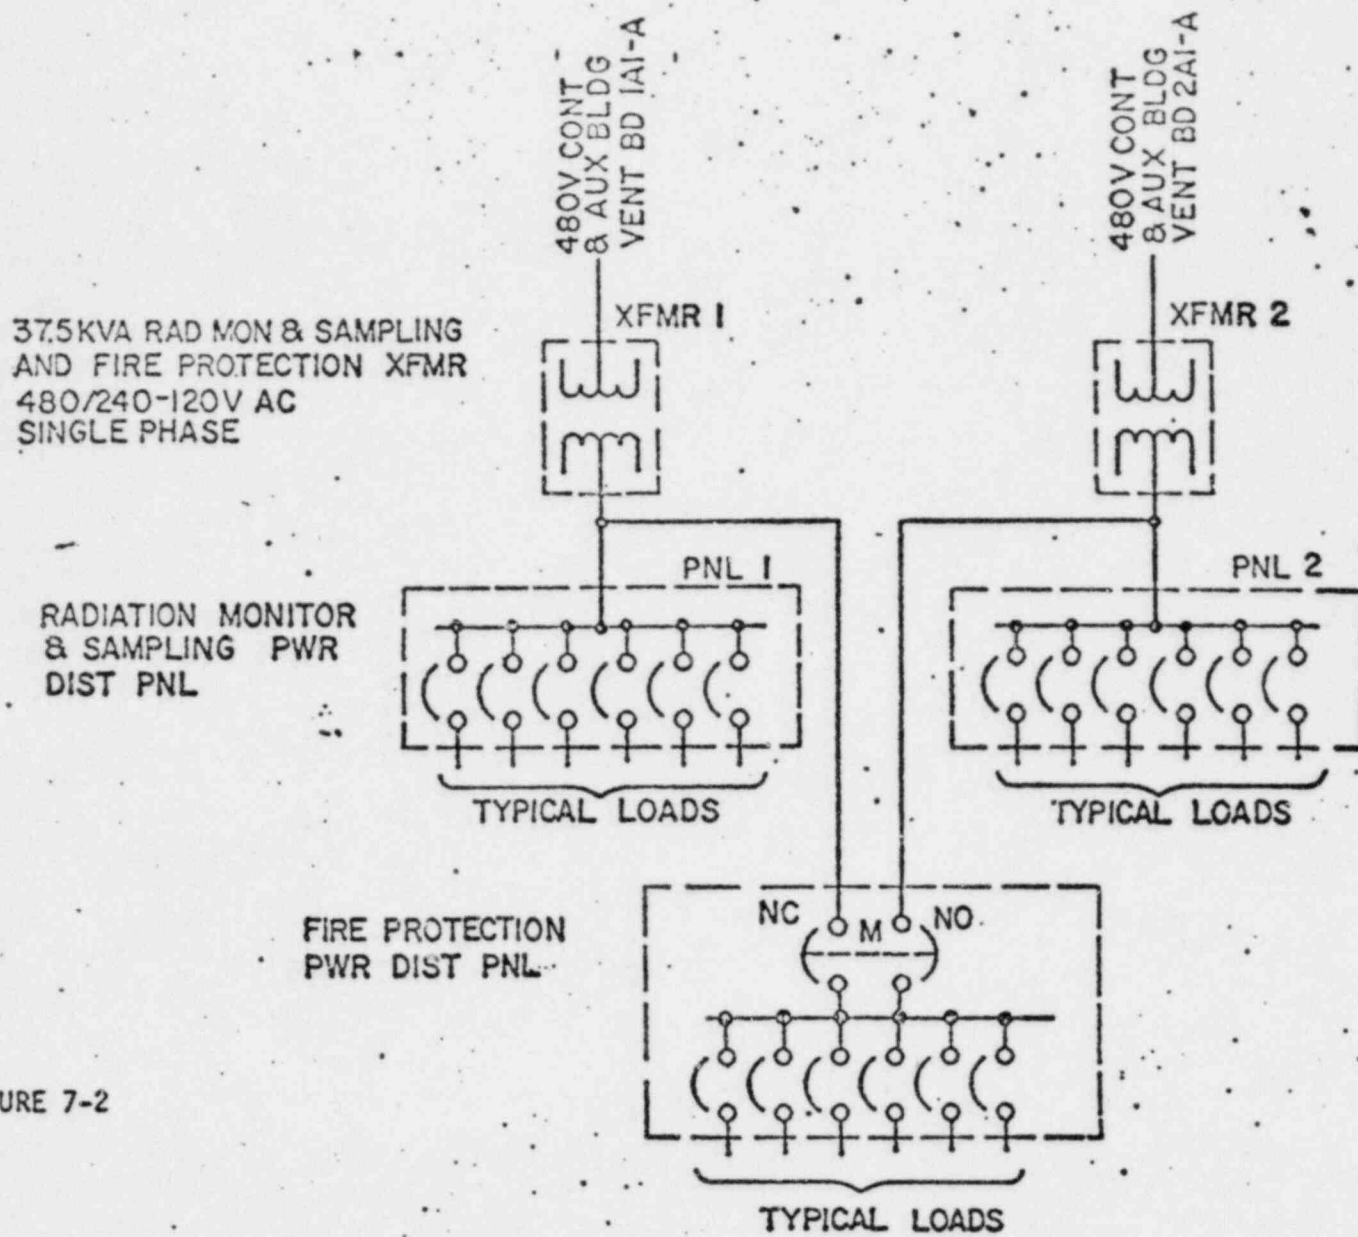 480V CONT
& AUX BLDG
VENT BD 1A1-A
480V CONT
& AUX BLDG
VENT BD 2A1-A
XFMR 1
XFMR 2
37.5KVA RAD MON & SAMPLING
AND FIRE PROTECTION XFMR
480/240-120V AC
SINGLE PHASE
PNL 1
PNL 2
RADIATION MONITOR
& SAMPLING PWR
DIST PNL
TYPICAL LOADS
TYPICAL LOADS
NC
M
NO
FIRE PROTECTION
PWR DIST PNL
URE 7-2
TYPICAL LOADS